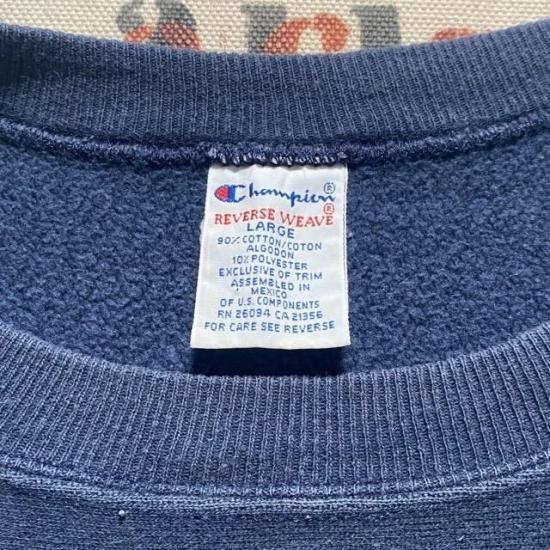 Champion®
REVERSE WEAVE®
LARGE
90% COTTON/COTON
ALGODON
10% POLYESTER
EXCLUSIVE OF TRIM
ASSEMBLED IN
MEXICO
OF U.S. COMPONENTS
RN 26094 CA 21356
FOR CARE SEE REVERSE